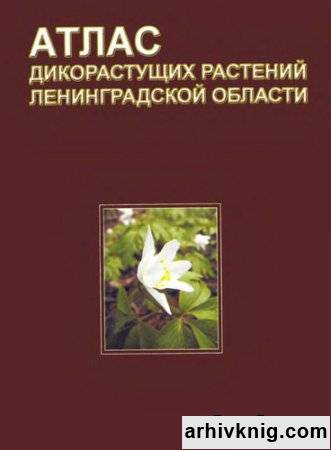 АТЛАС
ДИКОРАСТУЩИХ РАСТЕНИЙ
ЛЕНИНГРАДСКОЙ ОБЛАСТИ
arhivknig.com